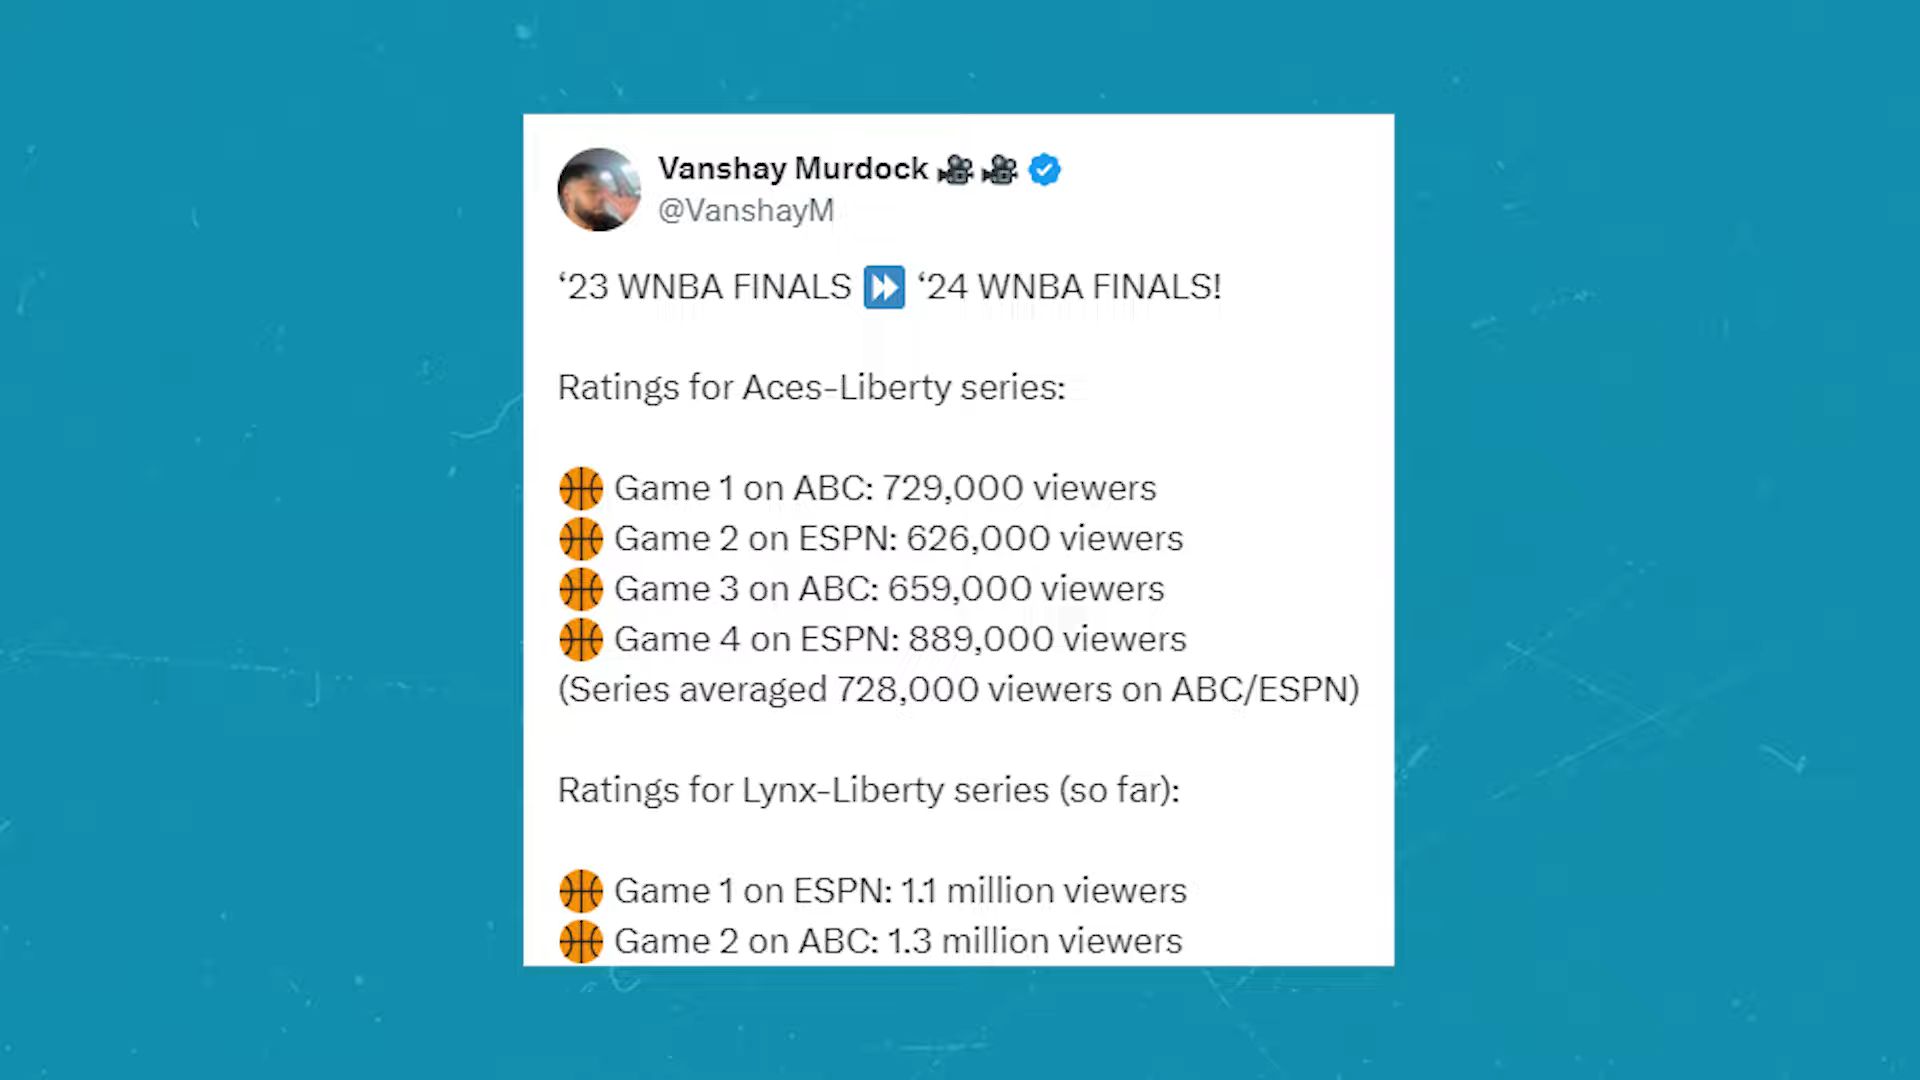 Vanshay Murdock 🎥 🎥
@VanshayM
‘23 WNBA FINALS ⏩ ‘24 WNBA FINALS!
Ratings for Aces-Liberty series:
🏀 Game 1 on ABC: 729,000 viewers
🏀 Game 2 on ESPN: 626,000 viewers
🏀 Game 3 on ABC: 659,000 viewers
🏀 Game 4 on ESPN: 889,000 viewers
(Series averaged 728,000 viewers on ABC/ESPN)
Ratings for Lynx-Liberty series (so far):
🏀 Game 1 on ESPN: 1.1 million viewers
🏀 Game 2 on ABC: 1.3 million viewers